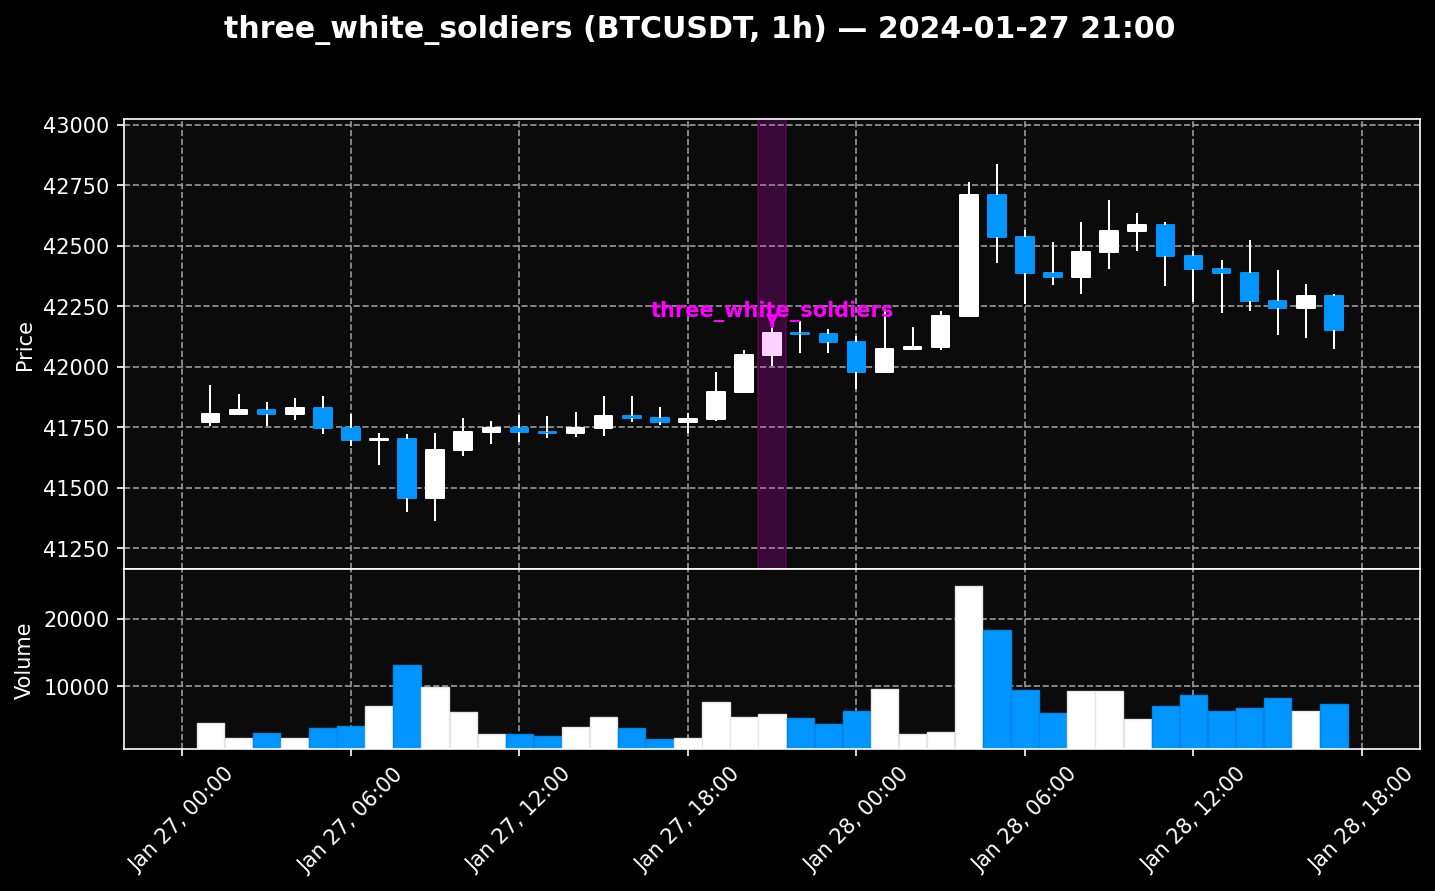 three_white_soldiers (BTCUSDT, 1h) — 2024-01-27 21:00
43000
42750
42500
42250
42000
41750
41500
41250
Price
three_white_soldiers
20000
10000
Volume
Jan 27, 00:00
Jan 27, 06:00
Jan 27, 12:00
Jan 27, 18:00
Jan 28, 00:00
Jan 28, 06:00
Jan 28, 12:00
Jan 28, 18:00